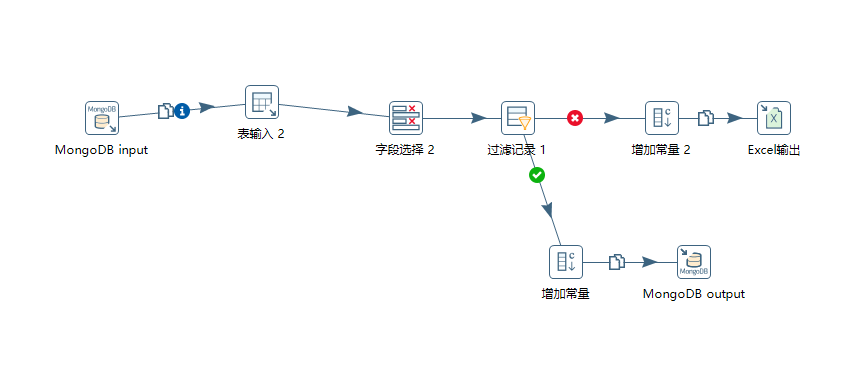 MongoDB
MongoDB input
表输入 2
字段选择 2
过滤记录 1
C
增加常量 2
X
Excel输出
C
增加常量
MongoDB
MongoDB output